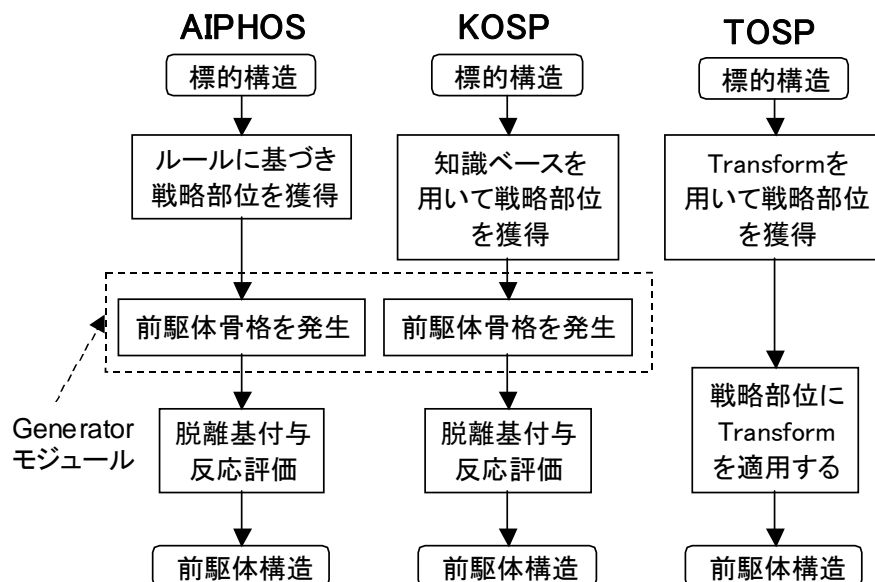 AIPHOS
標的構造
ルールに基づき
戦略部位を獲得
前駆体骨格を発生
脱離基付与
反応評価
前駆体構造
KOSP
標的構造
知識ベースを
用いて戦略部位
を獲得
前駆体骨格を発生
脱離基付与
反応評価
前駆体構造
TOSP
標的構造
Transformを
用いて戦略部位
を獲得
戦略部位に
Transform
を適用する
前駆体構造
Generator
モジュール